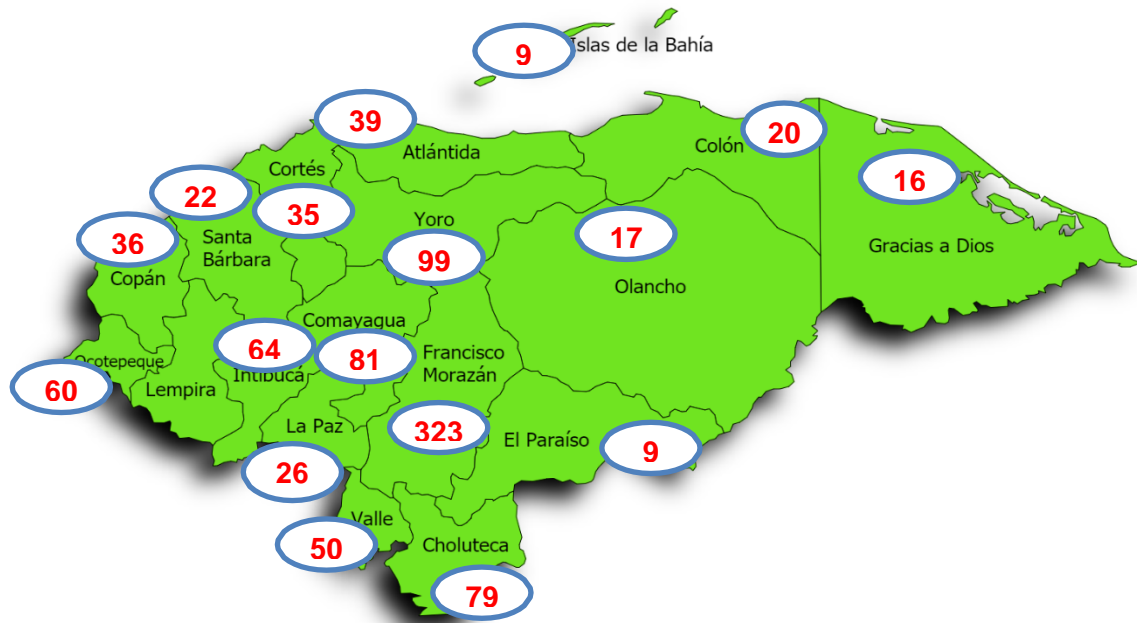 9
Islas de la Bahía
39
Atlántida
Colón
20
Cortés
22
35
16
Yoro
17
Santa
Bárbara
36
99
Gracias a Dios
Copán
Olancho
Comayagua
64
81
Francisco
Morazán
Ocotepeque
60
Lempira
Intibucá
La Paz
323
El Paraíso
9
26
Valle
50
Choluteca
79